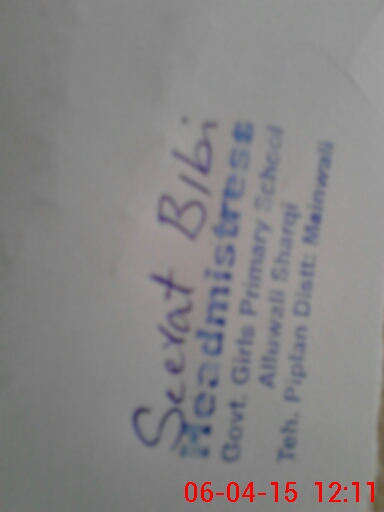 Seerat Bibi
Headmistress
Govt. Girls Primary School
Alluwali Sharqi
Teh. Piplan Distt: Mainwali
06-04-15 12:11